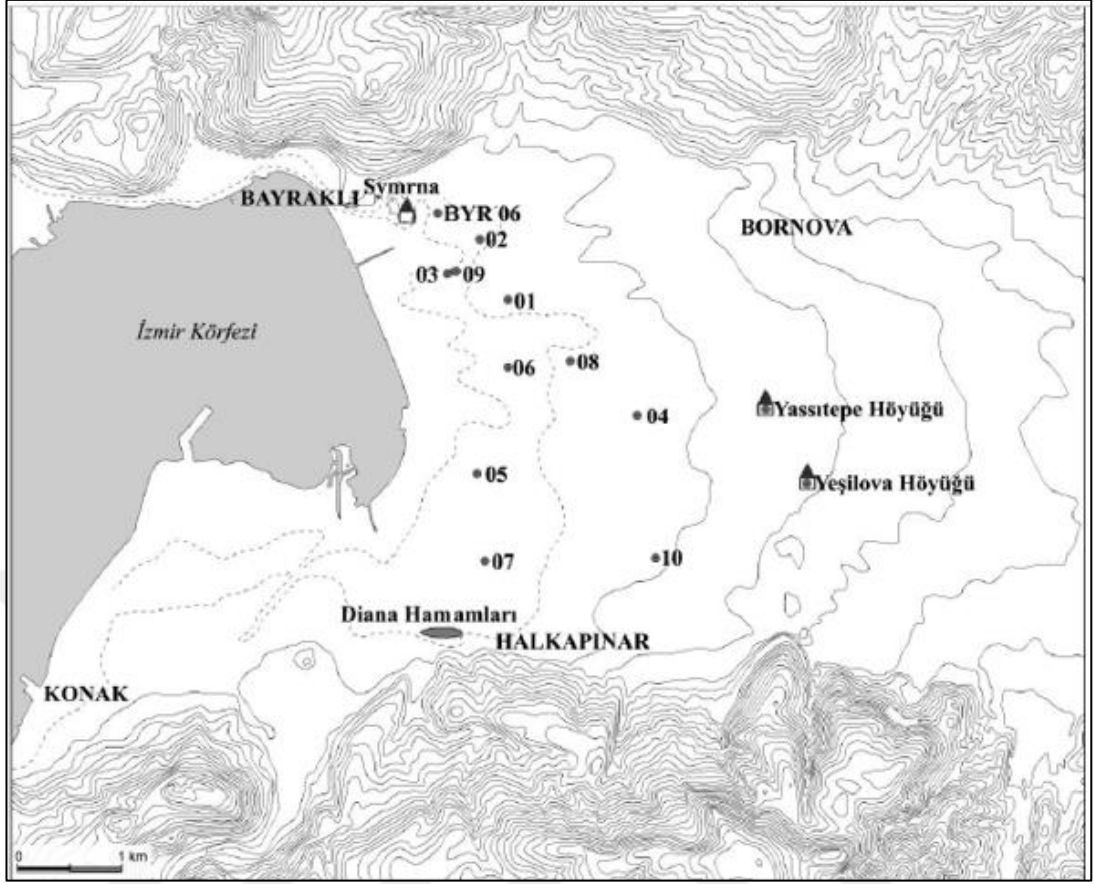 Symrna
BAYRAKLI
BYR 06
02
BORNOVA
03
09
01
İzmir Körfezi
06
08
Yassıtepe Höyüğü
04
05
Yeşilova Höyüğü
07
10
Diana Hamamları
HALKAPINAR
KONAK
0
1 km